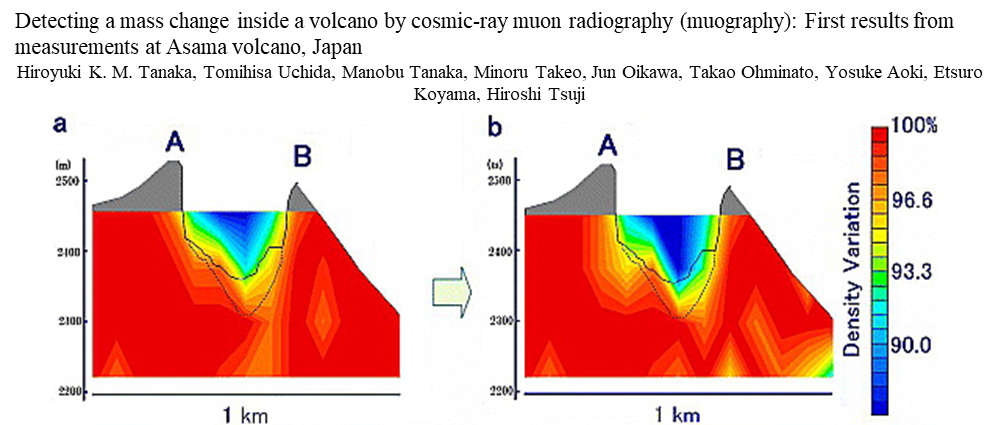 Detecting a mass change inside a volcano by cosmic-ray muon radiography (muography): First results from
measurements at Asama volcano, Japan
Hiroyuki K. M. Tanaka, Tomihisa Uchida, Manobu Tanaka, Minoru Takeo, Jun Oikawa, Takao Ohminato, Yosuke Aoki, Etsuro
Koyama, Hiroshi Tsuji
a
A
B
(m)
2500
2400
2300
2200
1 km
b
A
B
(m)
2500
2400
2300
2200
1 km
Density Variation
100%
96.6
93.3
90.0